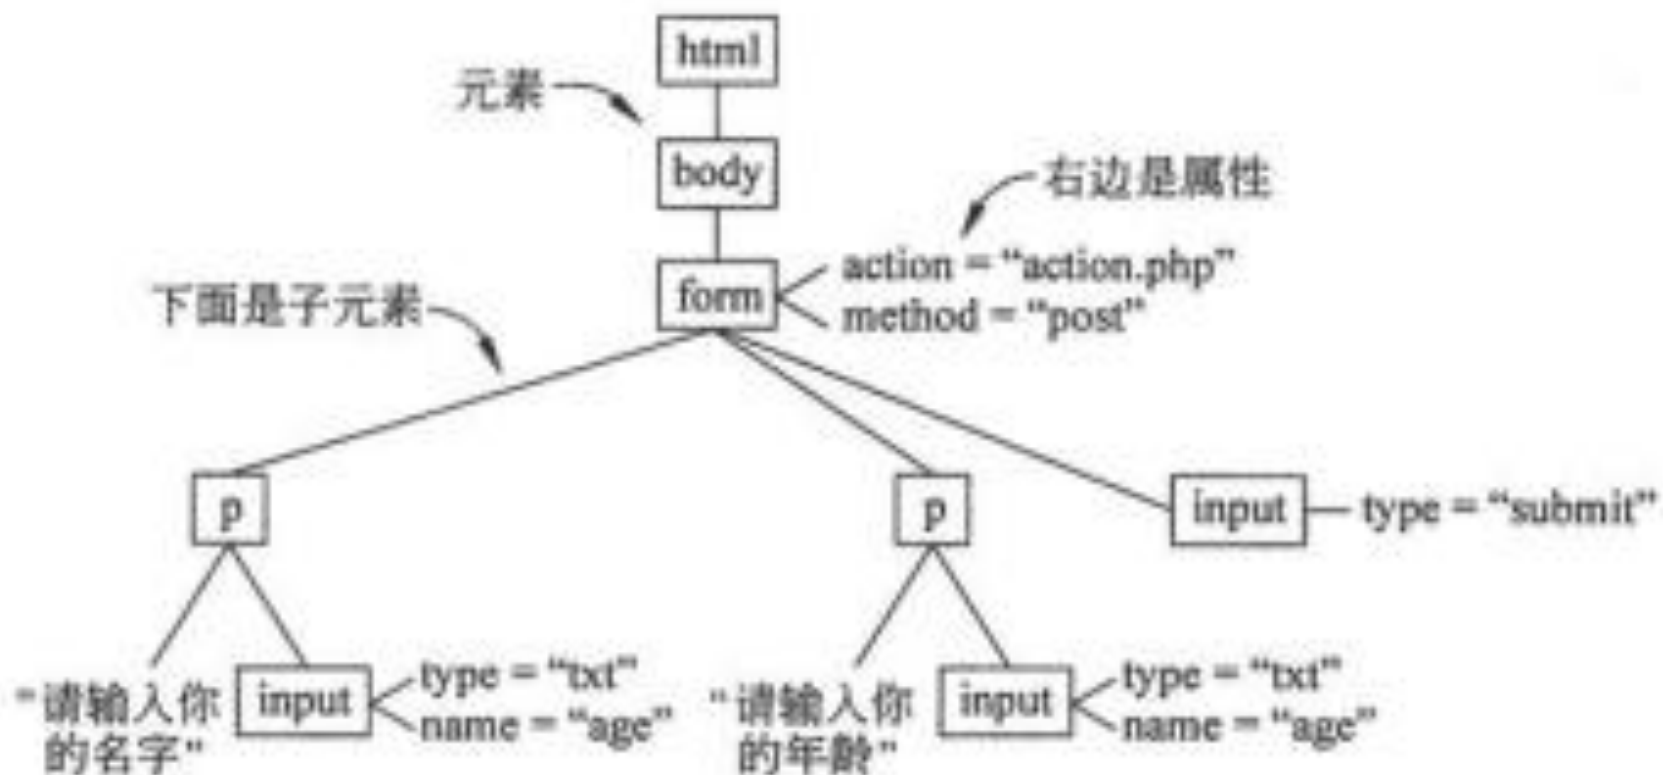 html
元素
body
右边是属性
action = “action.php”
form
method = “post”
下面是子元素
p
p
input
type = “submit”
“请输入你
的名字”
input
type = “txt”
name = “age”
“请输入你
的年龄”
input
type = “txt”
name = “age”